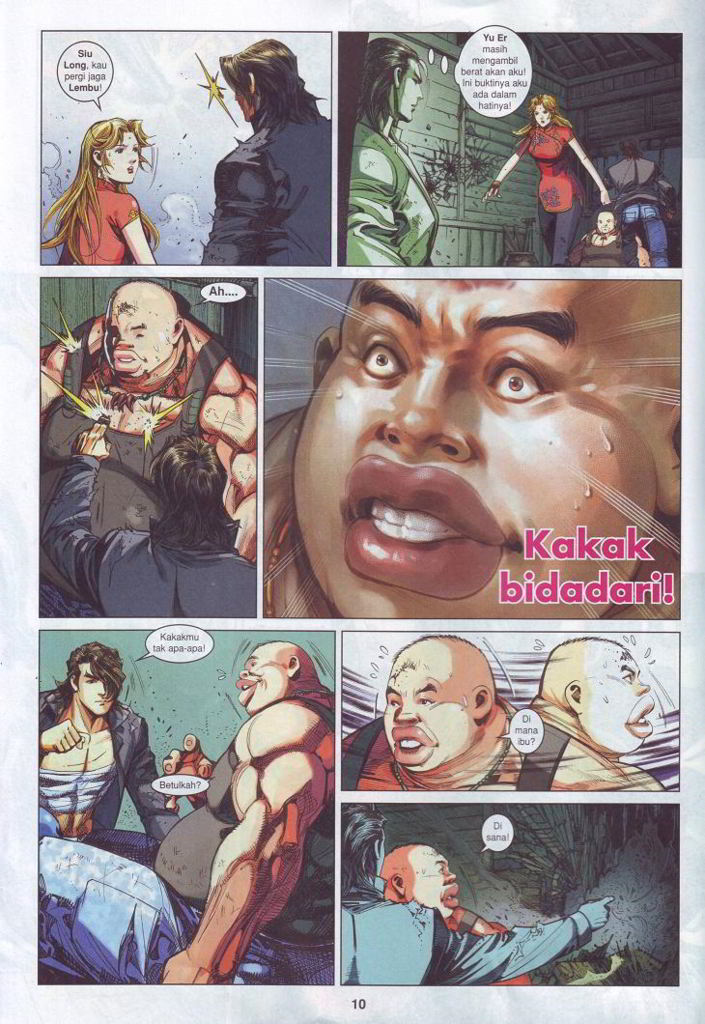 Siu
Long, kau
pergi jaga
Lembu!
Yu Er
masih
mengambil
berat akan aku!
Ini buktinya aku
ada dalam
hatinya!
Ah....
Kakak
bidadari!
Kakakmu
tak apa-apa!
Betulkah?
Di
mana
ibu?
Di
sana!
10